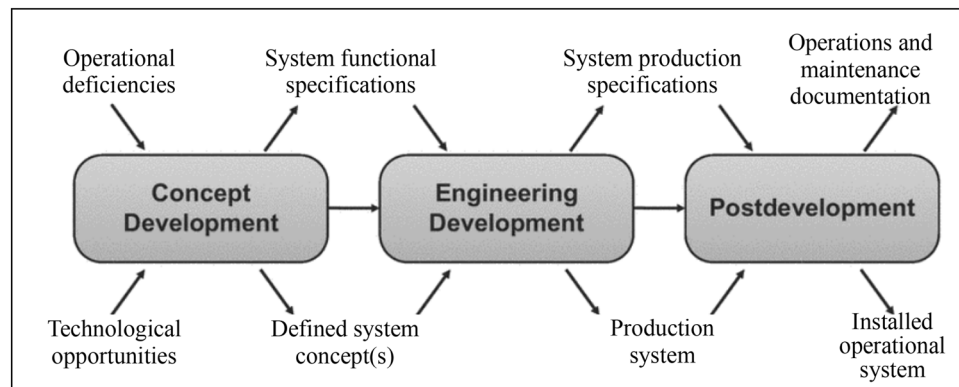 Operational
deficiencies
System functional
specifications
System production
specifications
Operations and
maintenance
documentation
Concept
Development
Engineering
Development
Postdevelopment
Technological
opportunities
Defined system
concept(s)
Production
system
Installed
operational
system